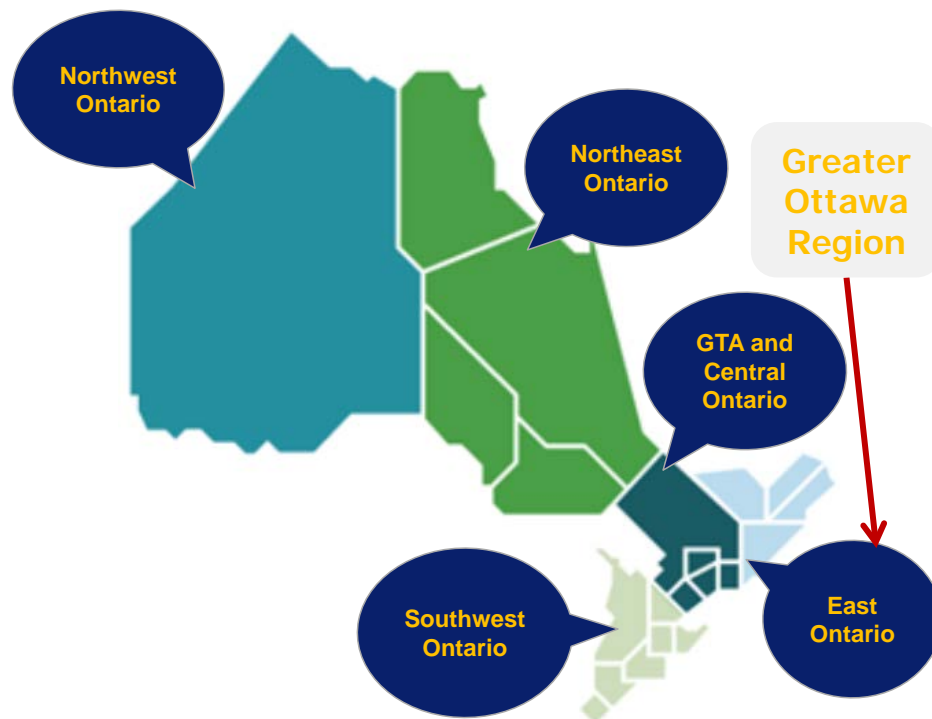 Northwest
Ontario
Northeast
Ontario
Greater
Ottawa
Region
GTA and
Central
Ontario
Southwest
Ontario
East
Ontario